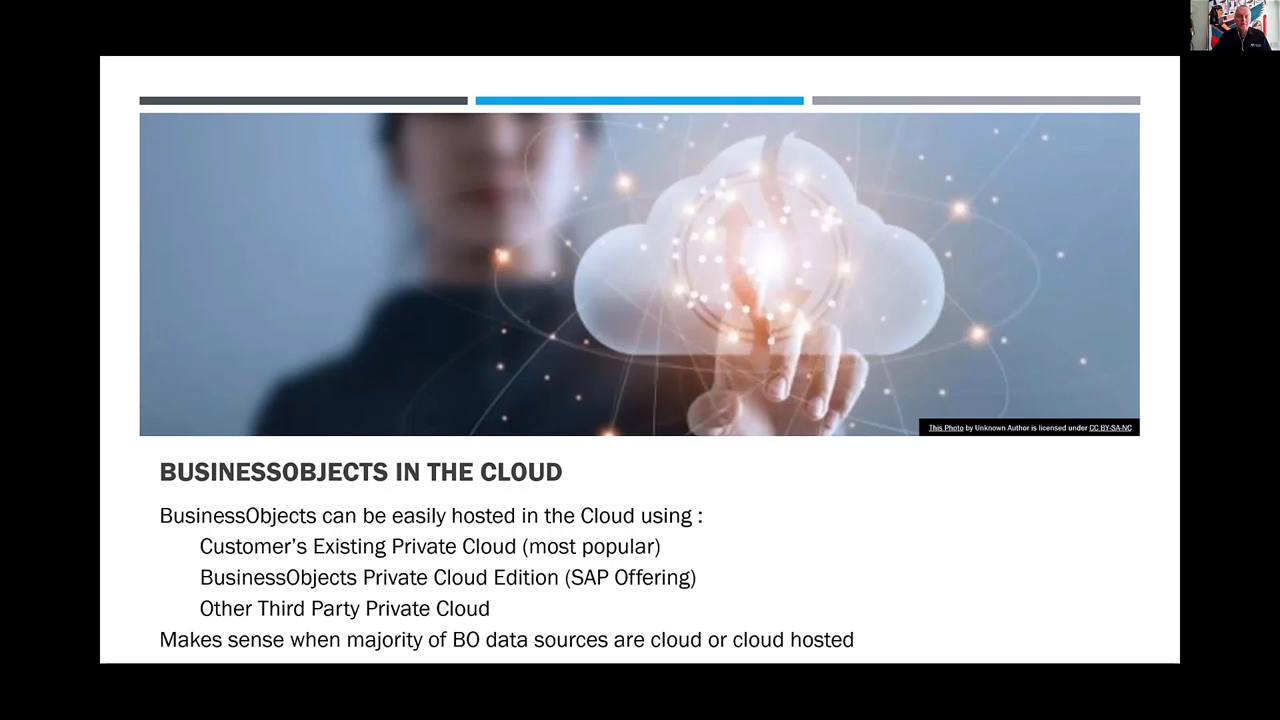 This Photo by Unknown Author is licensed under CC BY-SA-NC
BUSINESSOBJECTS IN THE CLOUD
BusinessObjects can be easily hosted in the Cloud using :
Customer's Existing Private Cloud (most popular)
BusinessObjects Private Cloud Edition (SAP Offering)
Other Third Party Private Cloud
Makes sense when majority of BO data sources are cloud or cloud hosted